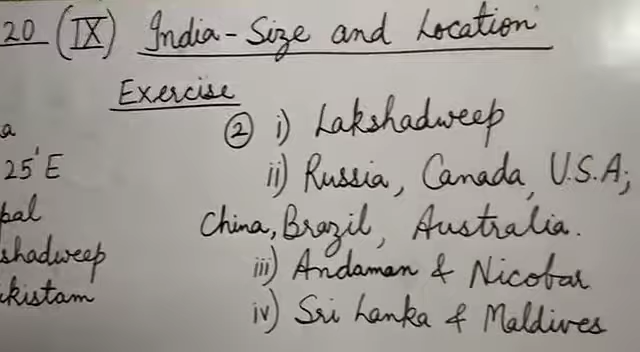 20 (IX) India - Size and Location
Exercise
a
② i) Lakshadweep
25'E
ii) Russia, Canada, U.S.A;
pal
China, Brazil, Australia.
shadweep
iii) Andaman & Nicobar
kistam
iv) Sri Lanka & Maldives